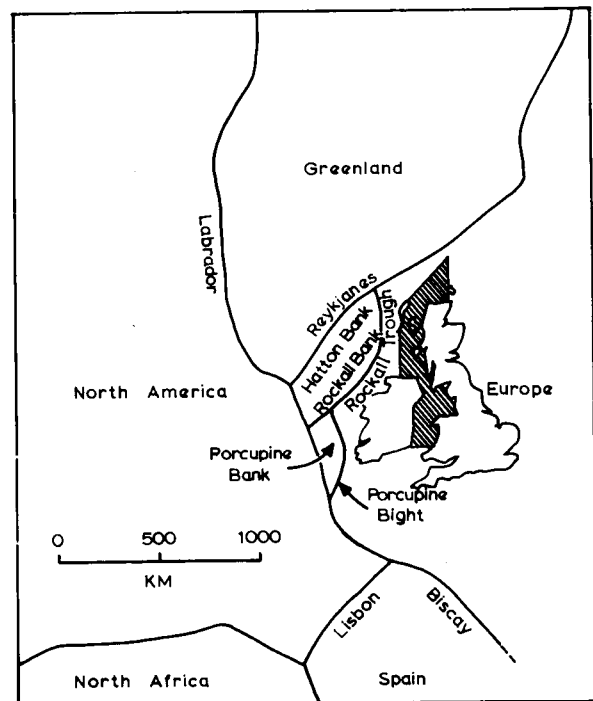 Greenland
Labrador
Reykjanes
Hatton Bank
Rockall Bank
Rockall Trough
North America
Europe
Porcupine
Bank
Porcupine
Bight
0 500 1000
KM
Lisbon
Biscay
North Africa
Spain